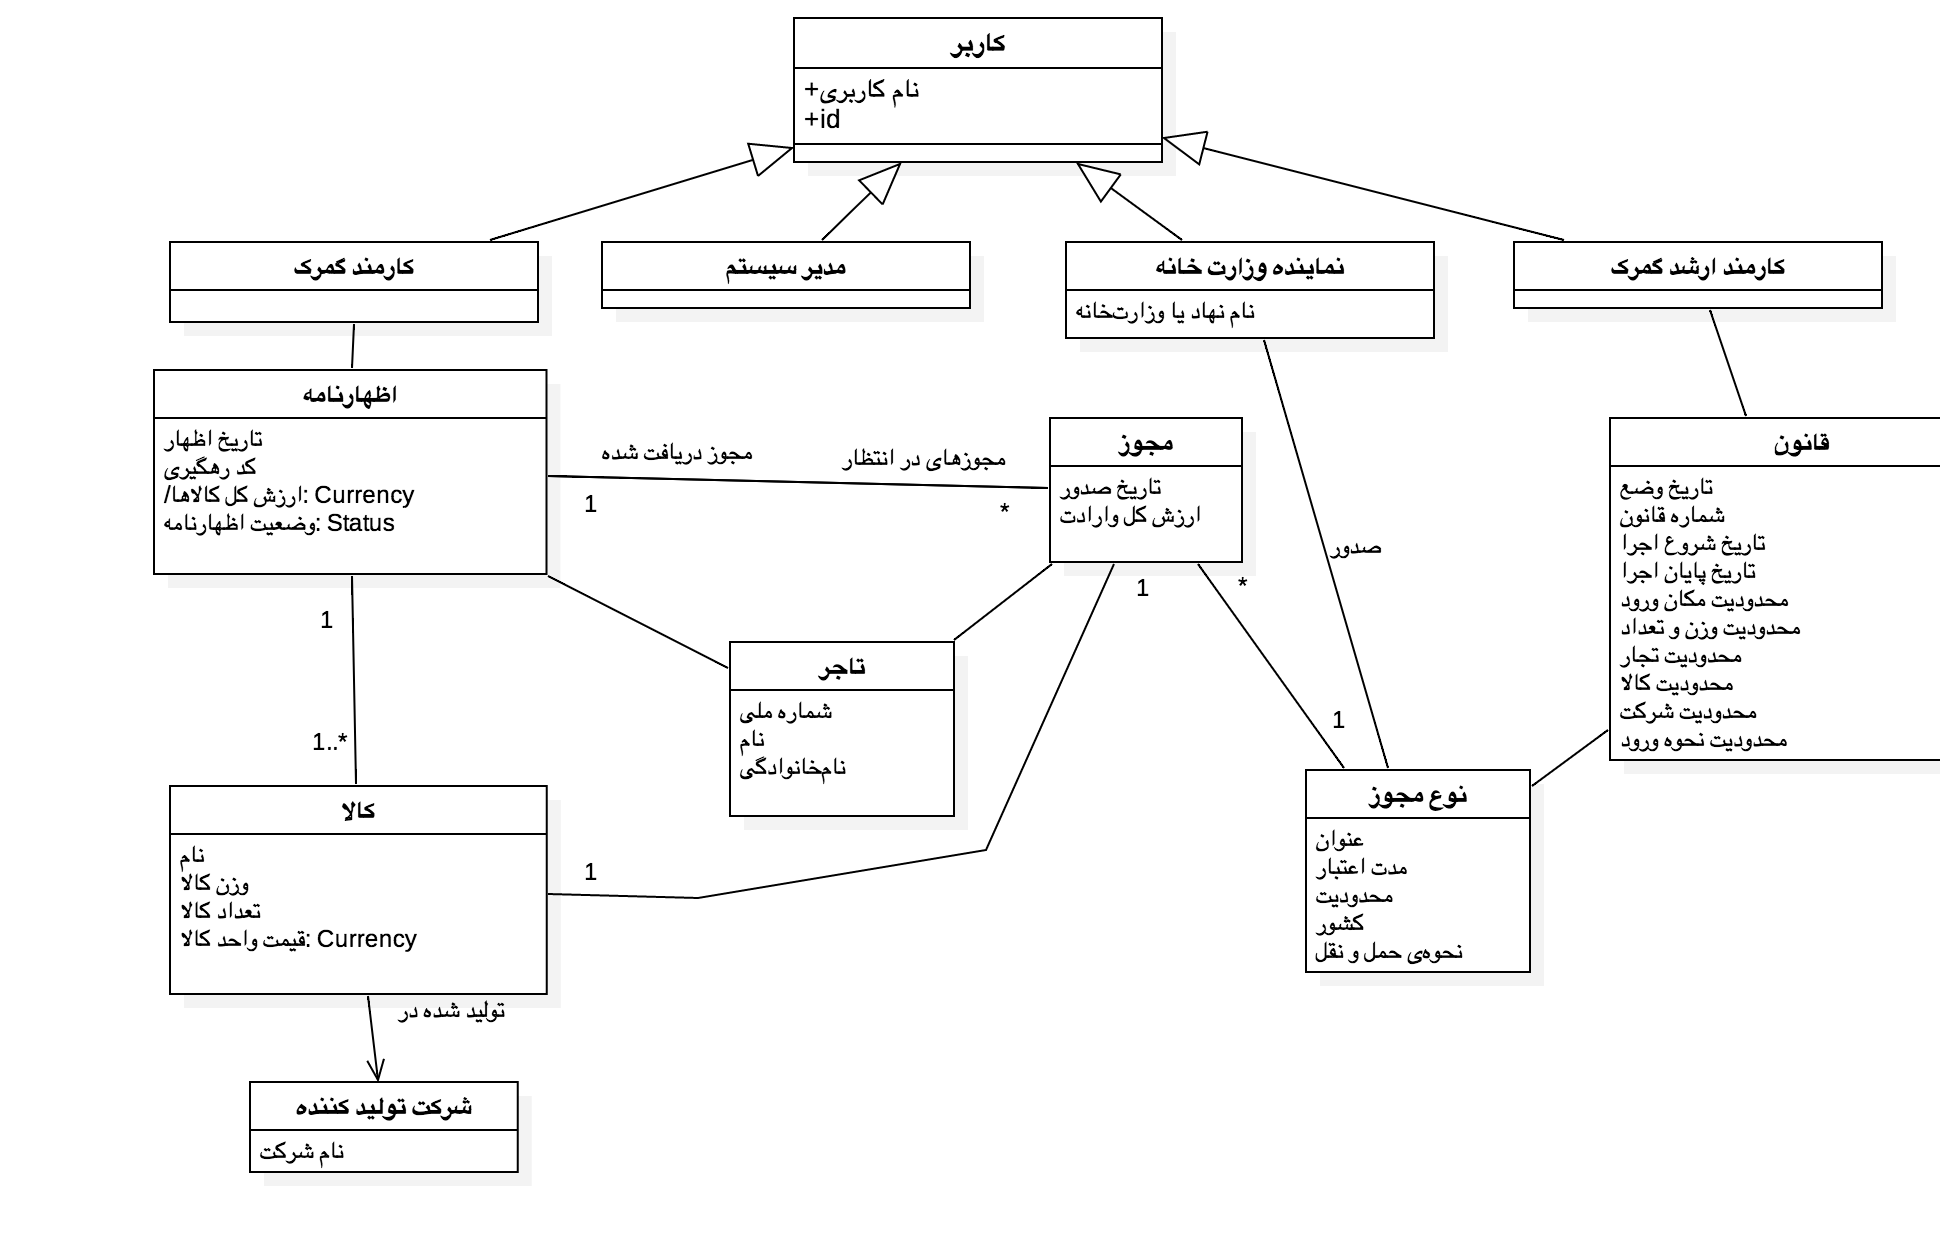 کاربر
+نام کاربری
+id
کارمند گمرک
مدیر سیستم
نماینده وزارت خانه
نام نهاد یا وزارت‌خانه
کارمند ارشد گمرک
اظهارنامه
تاریخ اظهار
کد رهگیری
/ارزش کل کالاها: Currency
وضعیت اظهارنامه: Status
مجوز دریافت شده
مجوزهای در انتظار
1
*
مجوز
تاریخ صدور
ارزش کل وارادت
صدور
قانون
تاریخ وضع
شماره قانون
تاریخ شروع اجرا
تاریخ پایان اجرا
محدودیت مکان ورود
محدودیت وزن و تعداد
محدودیت تجار
محدودیت کالا
محدودیت شرکت
محدودیت نحوه ورود
1
*
1
1
1..*
تاجر
شماره ملی
نام
نام‌خانوادگی
کالا
نام
وزن کالا
تعداد کالا
قیمت واحد کالا: Currency
1
نوع مجوز
عنوان
مدت اعتبار
محدودیت
کشور
نحوه‌ی حمل و نقل
تولید شده در
شرکت تولید کننده
نام شرکت